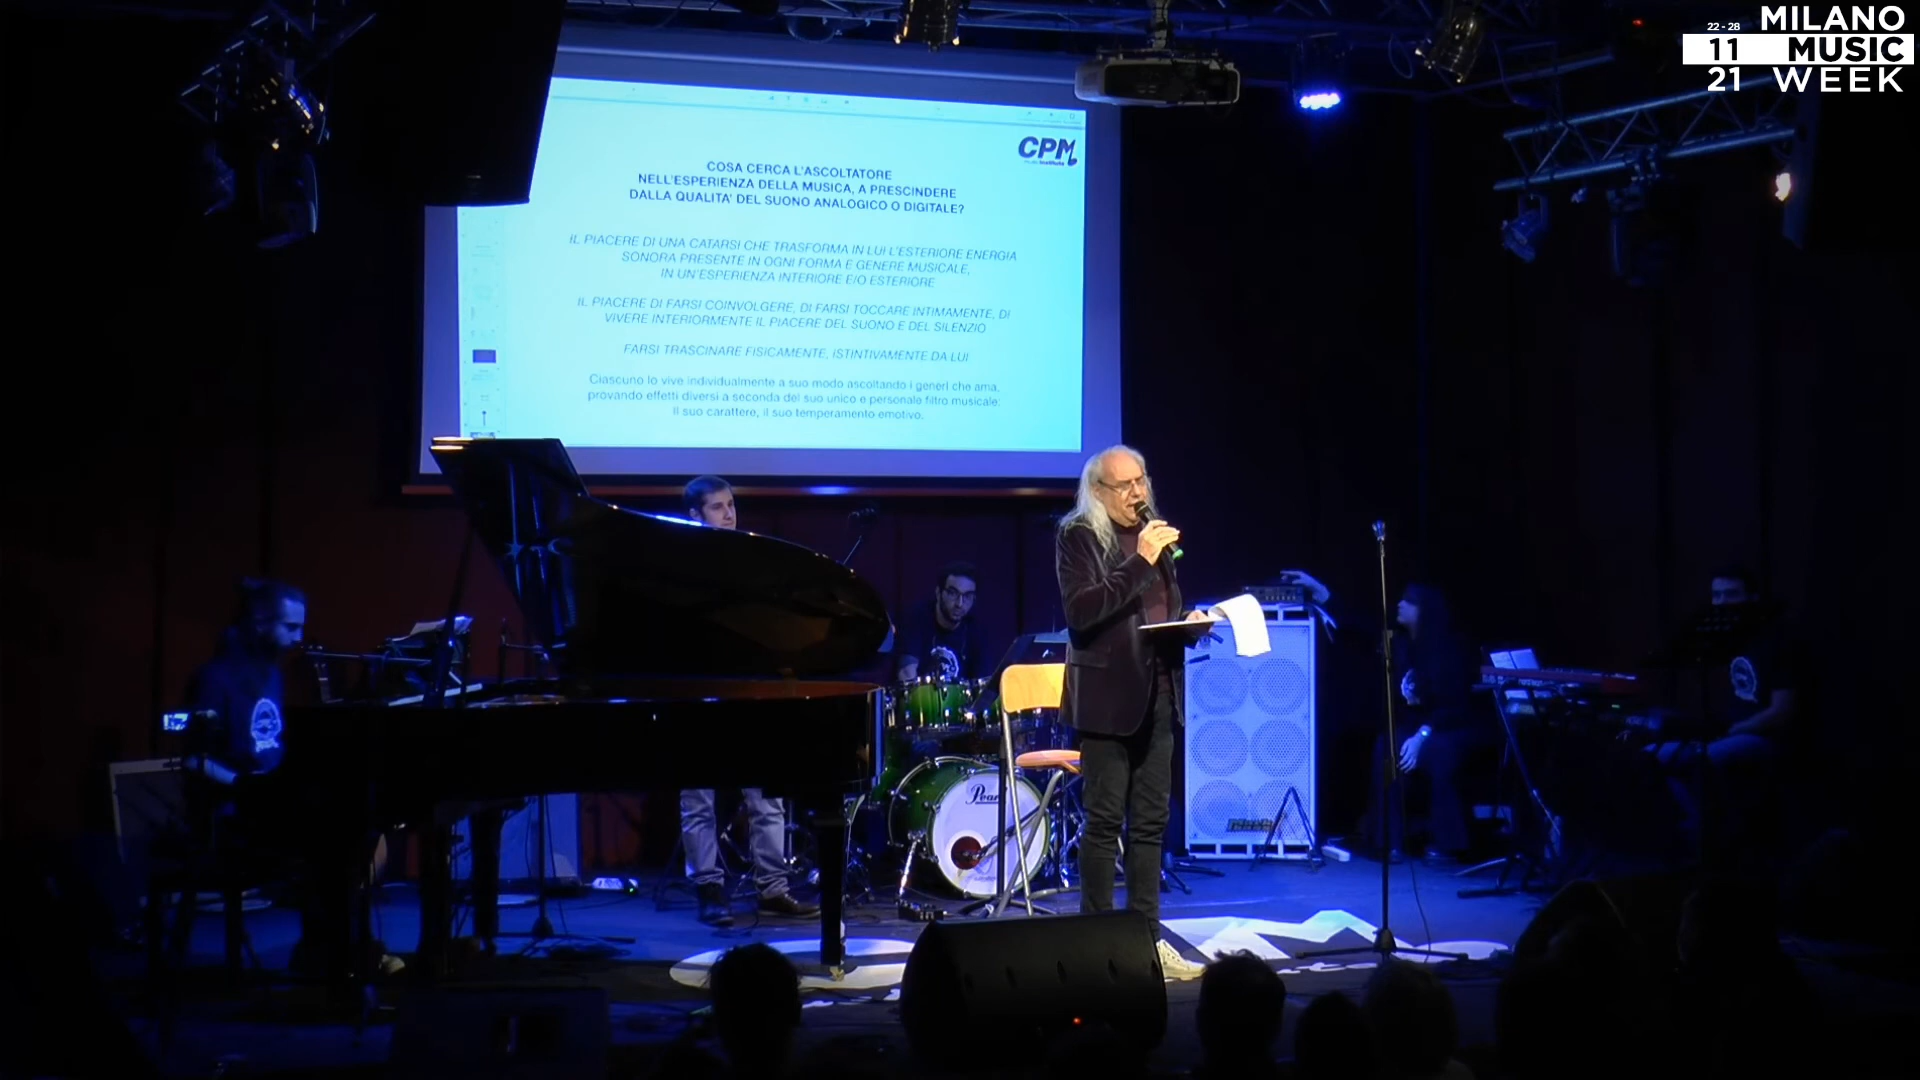 22 - 28
MILANO
11
MUSIC
21
WEEK
CPM
music institute
COSA CERCA L'ASCOLTATORE
NELL'ESPERIENZA DELLA MUSICA, A PRESCINDERE
DALLA QUALITA' DEL SUONO ANALOGICO O DIGITALE?
IL PIACERE DI UNA CATARSI CHE TRASFORMA IN LUI L'ESTERIORE ENERGIA
SONORA PRESENTE IN OGNI FORMA E GENERE MUSICALE,
IN UN'ESPERIENZA INTERIORE E/O ESTERIORE
IL PIACERE DI FARSI COINVOLGERE, DI FARSI TOCCARE INTIMAMENTE, DI
VIVERE INTERIORMENTE IL PIACERE DEL SUONO E DEL SILENZIO
FARSI TRASCINARE FISICAMENTE, ISTINTIVAMENTE DA LUI
Ciascuno lo vive individualmente a suo modo ascoltando i generi che ama,
provando effetti diversi a seconda del suo unico e personale filtro musicale:
il suo carattere, il suo temperamento emotivo.